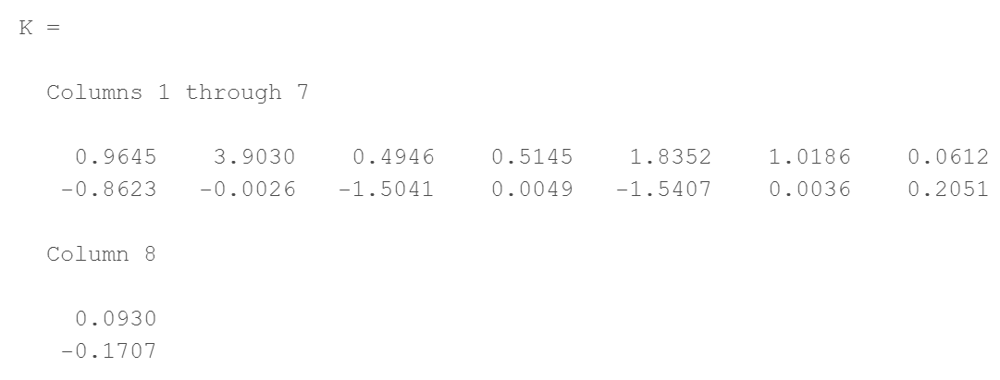 K =
Columns 1 through 7
0.9645 3.9030 0.4946 0.5145 1.8352 1.0186 0.0612
-0.8623 -0.0026 -1.5041 0.0049 -1.5407 0.0036 0.2051
Column 8
0.0930
-0.1707